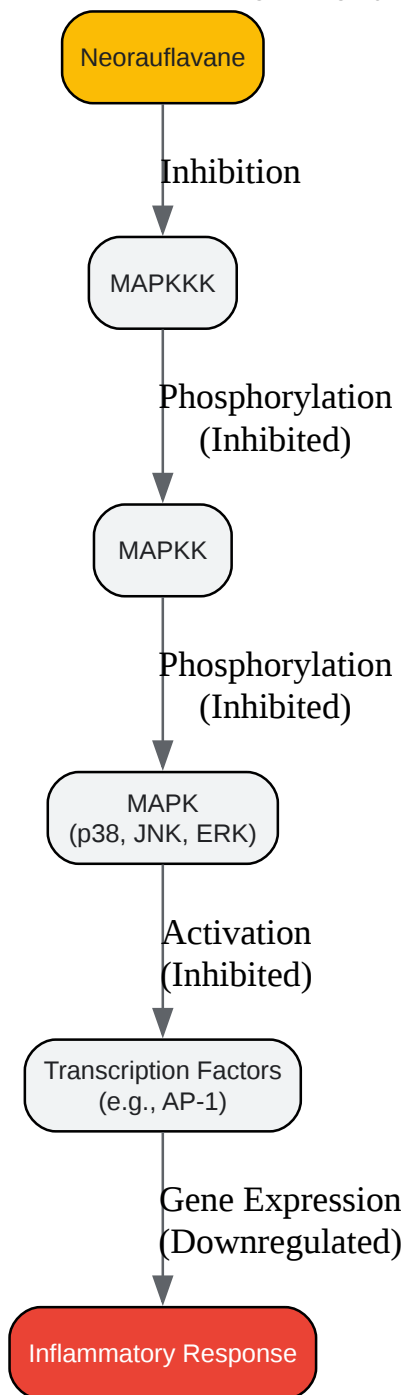 Neorauflavane
Inhibition
MAPKKK
Phosphorylation
(Inhibited)
MAPKK
Phosphorylation
(Inhibited)
MAPK
(p38, JNK, ERK)
Activation
(Inhibited)
Transcription Factors
(e.g., AP-1)
Gene Expression
(Downregulated)
Inflammatory Response